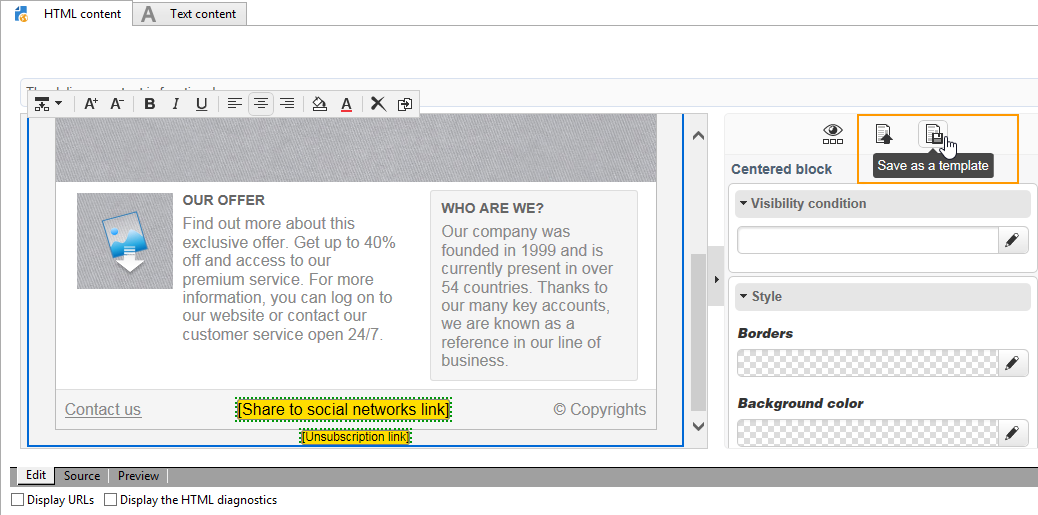 HTML content
A Text content
A+ A- B I U A X
Save as a template
Centered block
Visibility condition
Style
Borders
Background color
OUR OFFER
Find out more about this
exclusive offer. Get up to 40%
off and access to our
premium service. For more
information, you can log on to
our website or contact our
customer service open 24/7.
WHO ARE WE?
Our company was
founded in 1999 and is
currently present in over
54 countries. Thanks to
our many key accounts,
we are known as a
reference in our line of
business.
Contact us
[Share to social networks link]
© Copyrights
[Unsubscription link]
Edit
Source
Preview
Display URLs
Display the HTML diagnostics